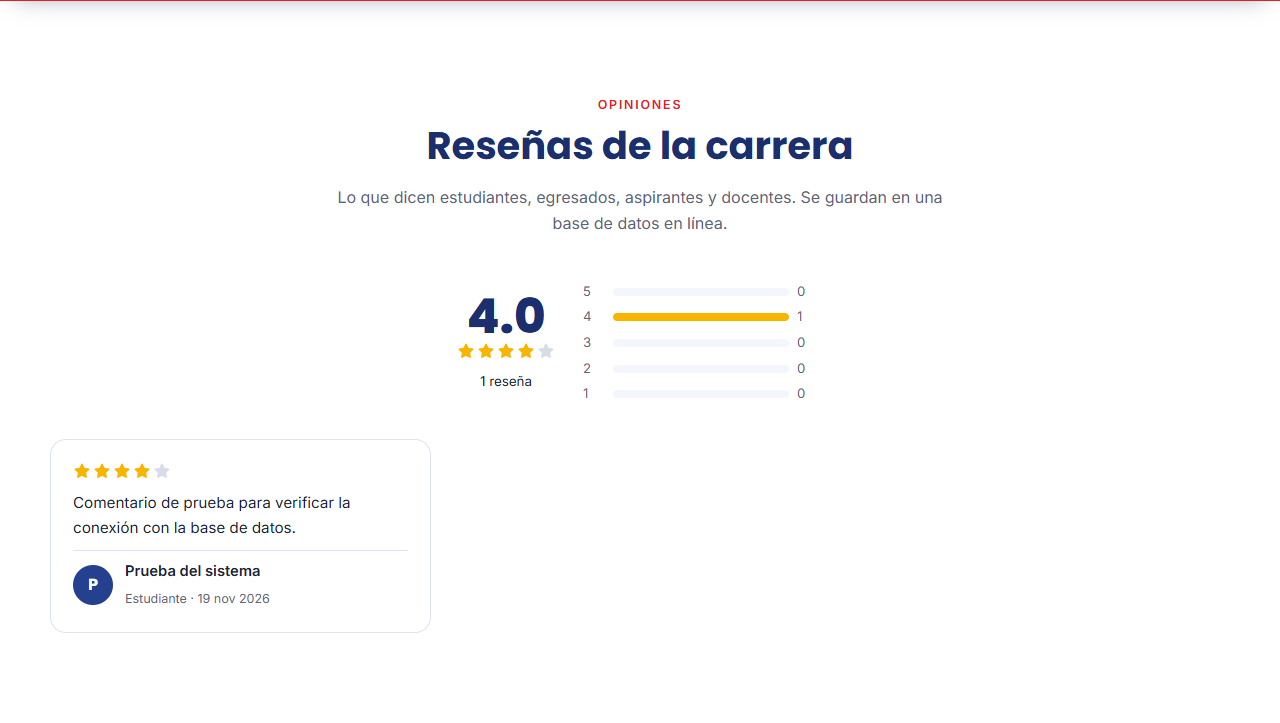 OPINIONES
Reseñas de la carrera
Lo que dicen estudiantes, egresados, aspirantes y docentes. Se guardan en una
base de datos en línea.
4.0
1 reseña
5 0
4 1
3 0
2 0
1 0
Comentario de prueba para verificar la
conexión con la base de datos.
P
Prueba del sistema
Estudiante · 19 nov 2026